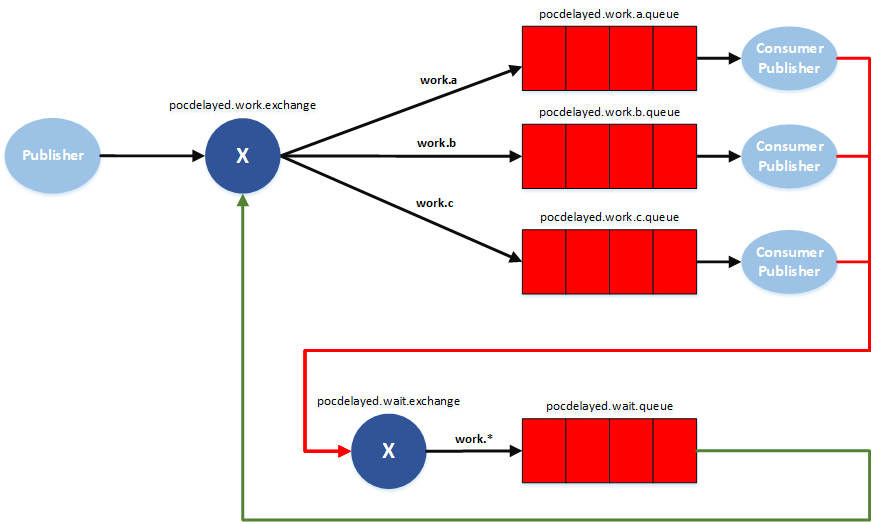 pocdelayed.work.a.queue
Consumer
Publisher
work.a
pocdelayed.work.exchange
pocdelayed.work.b.queue
Publisher
X
work.b
Consumer
Publisher
work.c
pocdelayed.work.c.queue
Consumer
Publisher
pocdelayed.wait.exchange
pocdelayed.wait.queue
X
work.*